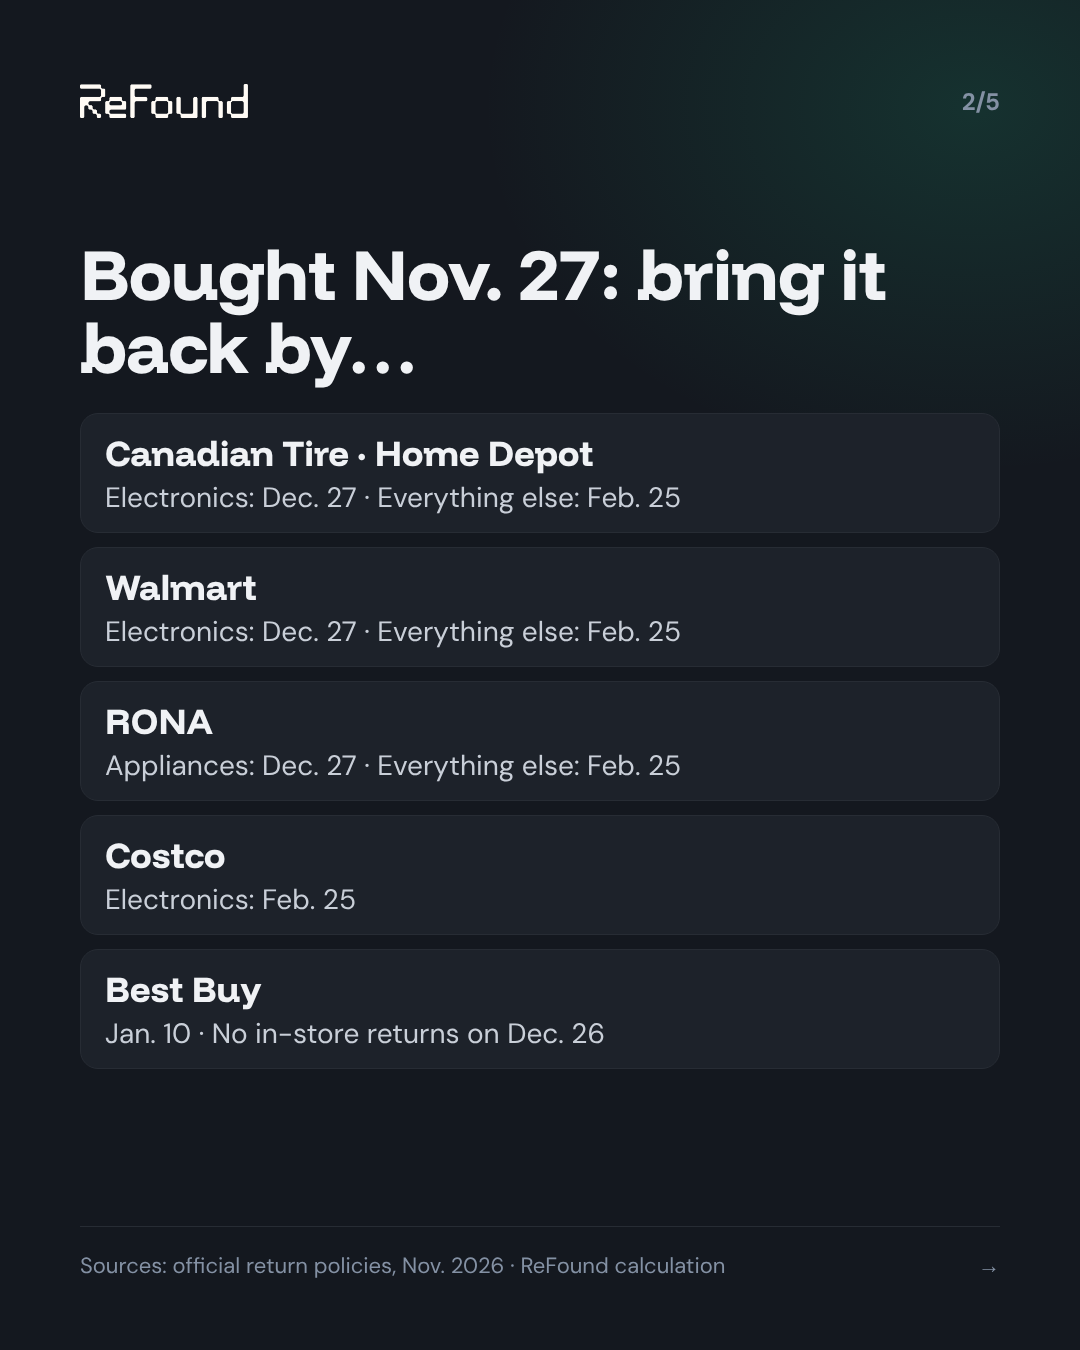 ReFound
2/5
Bought Nov. 27: bring it
back by…
Canadian Tire · Home Depot
Electronics: Dec. 27 · Everything else: Feb. 25
Walmart
Electronics: Dec. 27 · Everything else: Feb. 25
RONA
Appliances: Dec. 27 · Everything else: Feb. 25
Costco
Electronics: Feb. 25
Best Buy
Jan. 10 · No in-store returns on Dec. 26
Sources: official return policies, Nov. 2026 · ReFound calculation →